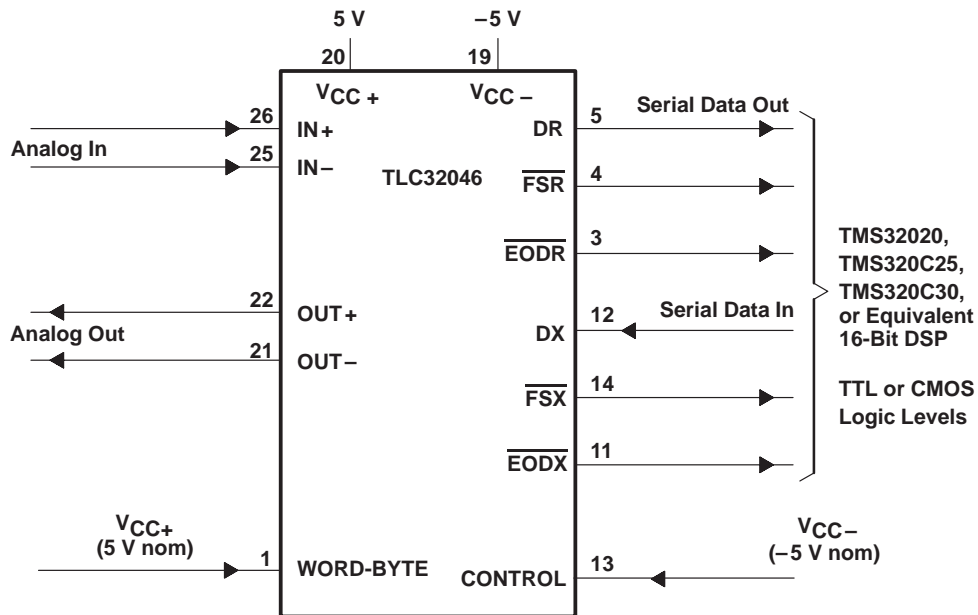 5 V
–5 V
20
19
VCC +
VCC –
26
IN+
Analog In
25
IN–
TLC32046
DR
5
Serial Data Out
FSR
4
EODR
3
22
OUT+
Analog Out
21
OUT–
DX
12
Serial Data In
FSX
14
EODX
11
TMS32020,
TMS320C25,
TMS320C30,
or Equivalent
16-Bit DSP
TTL or CMOS
Logic Levels
VCC+
(5 V nom)
1
WORD-BYTE
CONTROL
13
VCC–
(–5 V nom)